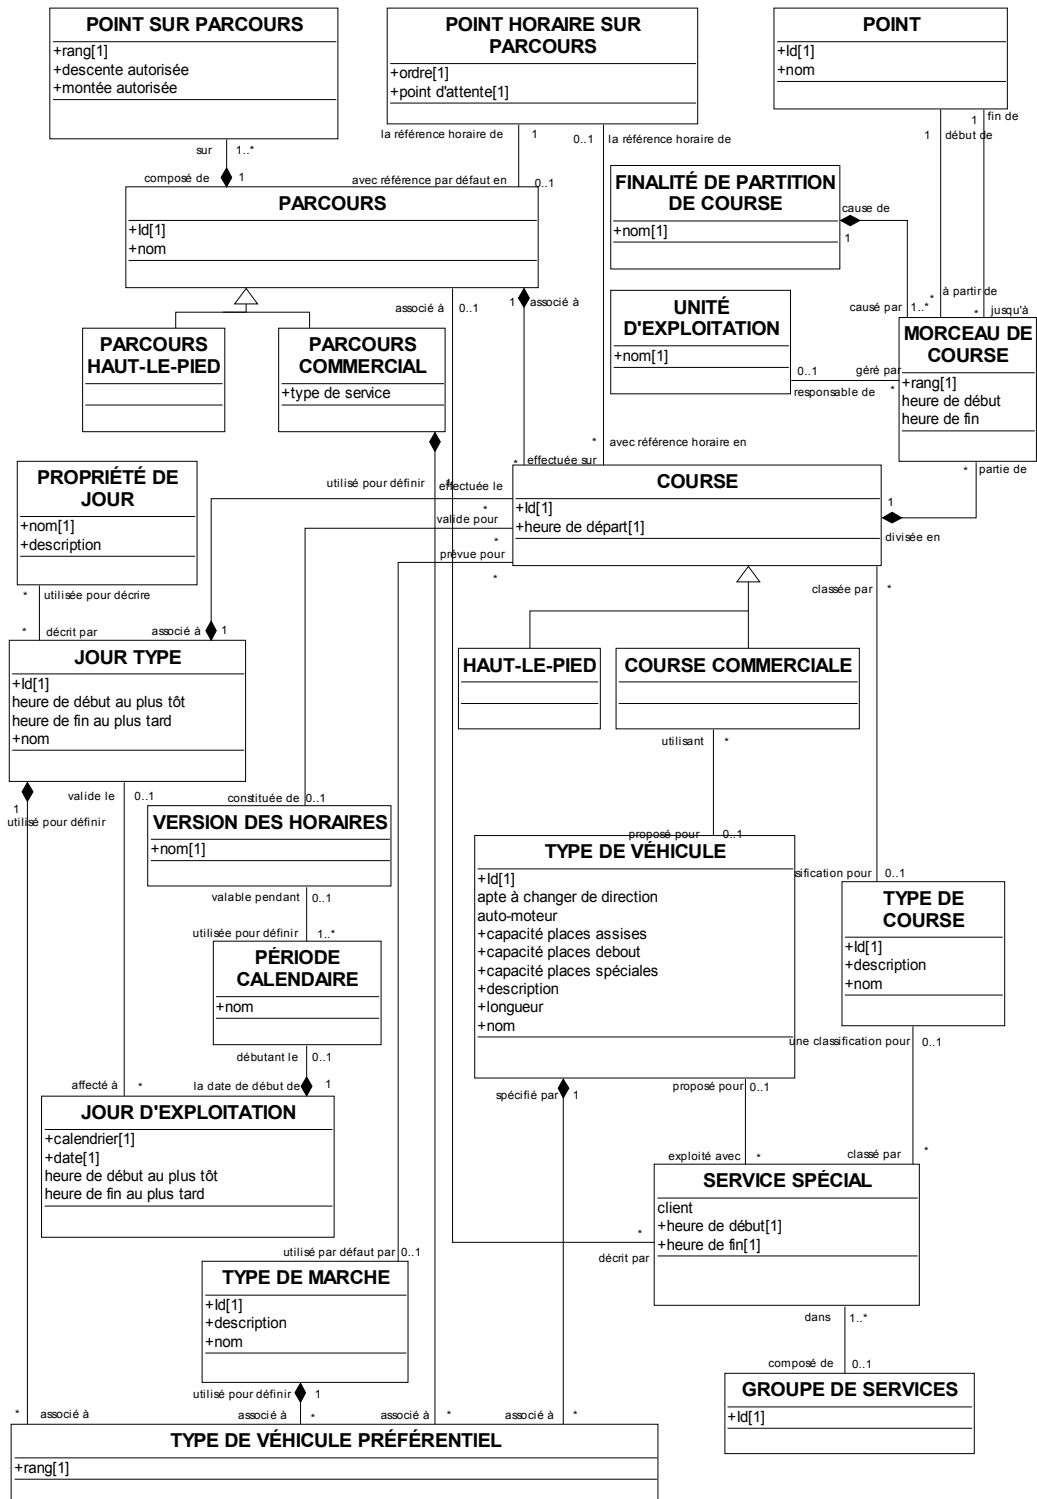 POINT SUR PARCOURS
+rang[1]
+descente autorisée
+montée autorisée
POINT HORAIRE SUR
PARCOURS
+ordre[1]
+point d'attente[1]
POINT
+Id[1]
+nom
la référence horaire de
1
0..1
la référence horaire de
1
fin de
1
début de
sur
1..*
composé de
1
avec référence par défaut en
0..1
PARCOURS
+Id[1]
+nom
FINALITÉ DE PARTITION
DE COURSE
+nom[1]
cause de
1
associé à
0..1
1
associé à
UNITÉ
D'EXPLOITATION
+nom[1]
*
à partir de
causé par
1..*
*
jusqu'à
MORCEAU DE
COURSE
+rang[1]
heure de début
heure de fin
0..1
géré par
responsable de
*
PARCOURS
HAUT-LE-PIED
PARCOURS
COMMERCIAL
+type de service
*
avec référence horaire en
*
effectuée sur
*
partie de
PROPRIÉTÉ DE
JOUR
+nom[1]
+description
utilisé pour définir
1
effectuée le
*
valide pour
*
prévue pour
*
COURSE
+Id[1]
+heure de départ[1]
1
divisée en
*
utilisée pour décrire
*
décrit par
associé à
1
classée par
*
JOUR TYPE
+Id[1]
heure de début au plus tôt
heure de fin au plus tard
+nom
HAUT-LE-PIED
COURSE COMMERCIALE
utilisant
*
1
utilisé pour définir
valide le
0..1
constituée de
0..1
VERSION DES HORAIRES
+nom[1]
proposé pour
0..1
TYPE DE VÉHICULE
+Id[1]
apte à changer de direction
auto-moteur
+capacité places assises
+capacité places debout
+capacité places spéciales
+description
+longueur
+nom
sification pour
0..1
TYPE DE
COURSE
+Id[1]
+description
+nom
valable pendant
0..1
utilisée pour définir
1..*
PÉRIODE
CALENDAIRE
+nom
débutant le
0..1
une classification pour
0..1
affecté à
*
la date de début de
1
spécifié par
1
proposé pour
0..1
JOUR D'EXPLOITATION
+calendrier[1]
+date[1]
heure de début au plus tôt
heure de fin au plus tard
exploité avec
*
classé par
*
SERVICE SPÉCIAL
client
+heure de début[1]
+heure de fin[1]
*
décrit par
utilisé par défaut par
0..1
TYPE DE MARCHE
+Id[1]
+description
+nom
dans
1..*
composé de
0..1
GROUPE DE SERVICES
+Id[1]
utilisé pour définir
1
*
associé à
associé à
*
associé à
*
associé à
*
TYPE DE VÉHICULE PRÉFÉRENTIEL
+rang[1]